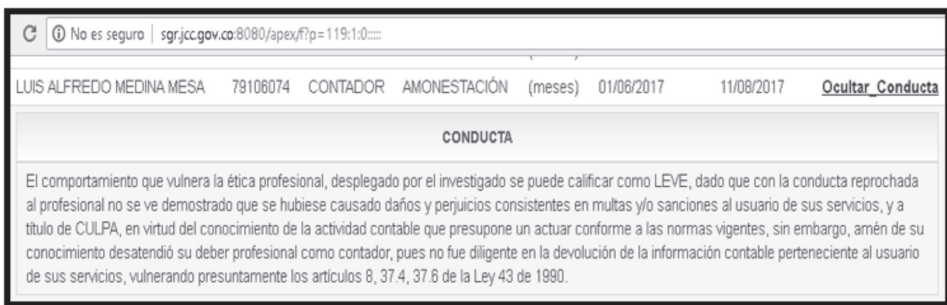 No es seguro | sgr.jcc.gov.co:8080/apex/f?p=119:1:0:::::
LUIS ALFREDO MEDINA MESA 79106074 CONTADOR AMONESTACIÓN (meses) 01/06/2017 11/08/2017 Ocultar_Conducta
CONDUCTA
El comportamiento que vulnera la ética profesional, desplegado por el investigado se puede calificar como LEVE, dado que con la conducta reprochada
al profesional no se ve demostrado que se hubiese causado daños y perjuicios consistentes en multas y/o sanciones al usuario de sus servicios, y a
título de CULPA, en virtud del conocimiento de la actividad contable que presupone un actuar conforme a las normas vigentes, sin embargo, amén de su
conocimiento desatendió su deber profesional como contador, pues no fue diligente en la devolución de la información contable perteneciente al usuario
de sus servicios, vulnerando presuntamente los artículos 8, 37.4, 37.6 de la Ley 43 de 1990.